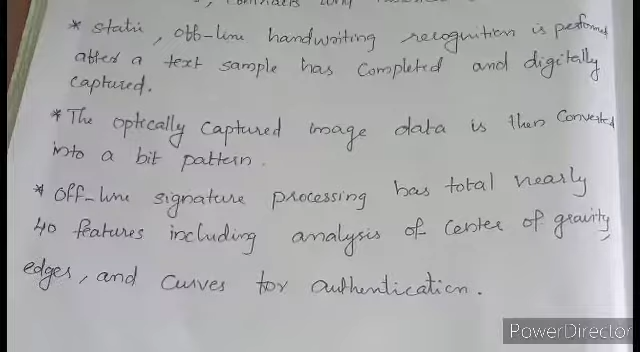 * static, off-line handwriting recognition is performed
after a text sample has completed and digitally
captured.
* The optically captured image data is then converted
into a bit pattern.
* off-line signature processing has total nearly
40 features including analysis of center of gravity,
edges, and curves for authentication.
PowerDirector